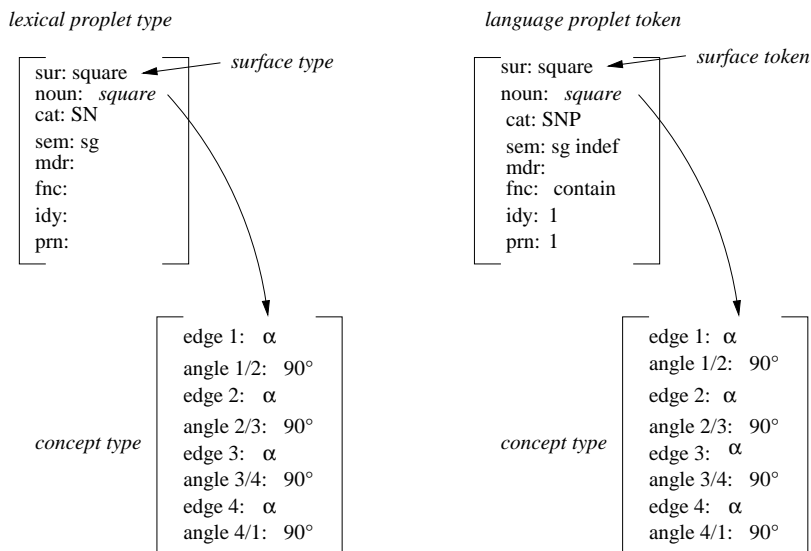 lexical proplet type
sur: square
surface type
noun: square
cat: SN
sem: sg
mdr:
fnc:
idy:
prn:
edge 1: α
angle 1/2: 90°
edge 2: α
angle 2/3: 90°
concept type
edge 3: α
angle 3/4: 90°
edge 4: α
angle 4/1: 90°
language proplet token
sur: square
surface token
noun: square
cat: SNP
sem: sg indef
mdr:
fnc: contain
idy: 1
prn: 1
edge 1: α
angle 1/2: 90°
edge 2: α
angle 2/3: 90°
concept type
edge 3: α
angle 3/4: 90°
edge 4: α
angle 4/1: 90°